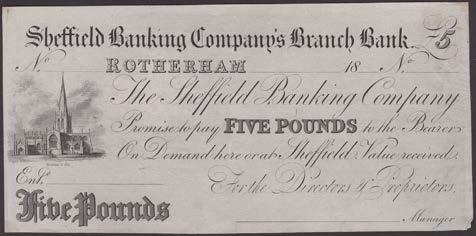 Sheffield Banking Company's Branch Bank. £5
No ROTHERHAM 18 No
The Sheffield Banking Company
Promise to pay FIVE POUNDS to the Bearer
On Demand here or at Sheffield. Value received.
Ent.
For the Directors & Proprietors.
Five Pounds
Manager